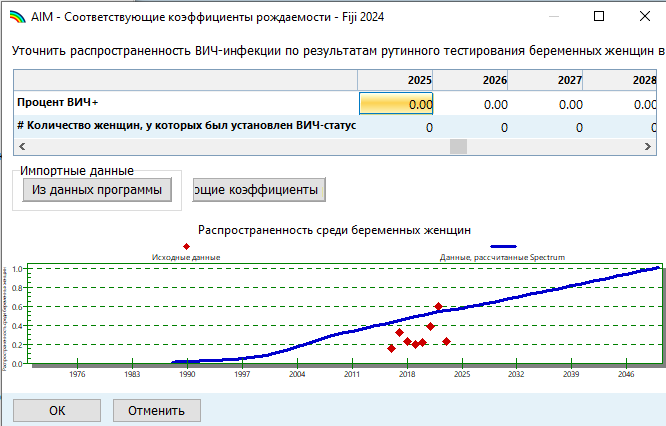 AIM - Соответствующие коэффициенты рождаемости - Fiji 2024
Уточнить распространенность ВИЧ-инфекции по результатам рутинного тестирования беременных женщин в
2025 2026 2027 2028
Процент ВИЧ+ 0.00 0.00 0.00 0.00
# Количество женщин, у которых был установлен ВИЧ-статус 0 0 0 0
Импортные данные
Из данных программы ющие коэффициенты
Распространенность среди беременных женщин
Исходные данные Данные, рассчитанные Spectrum
Распространенность среди беременных женщин
1.0
0.8
0.6
0.4
0.2
0.0
1976 1983 1990 1997 2004 2011 2018 2025 2032 2039 2046
OK Отменить